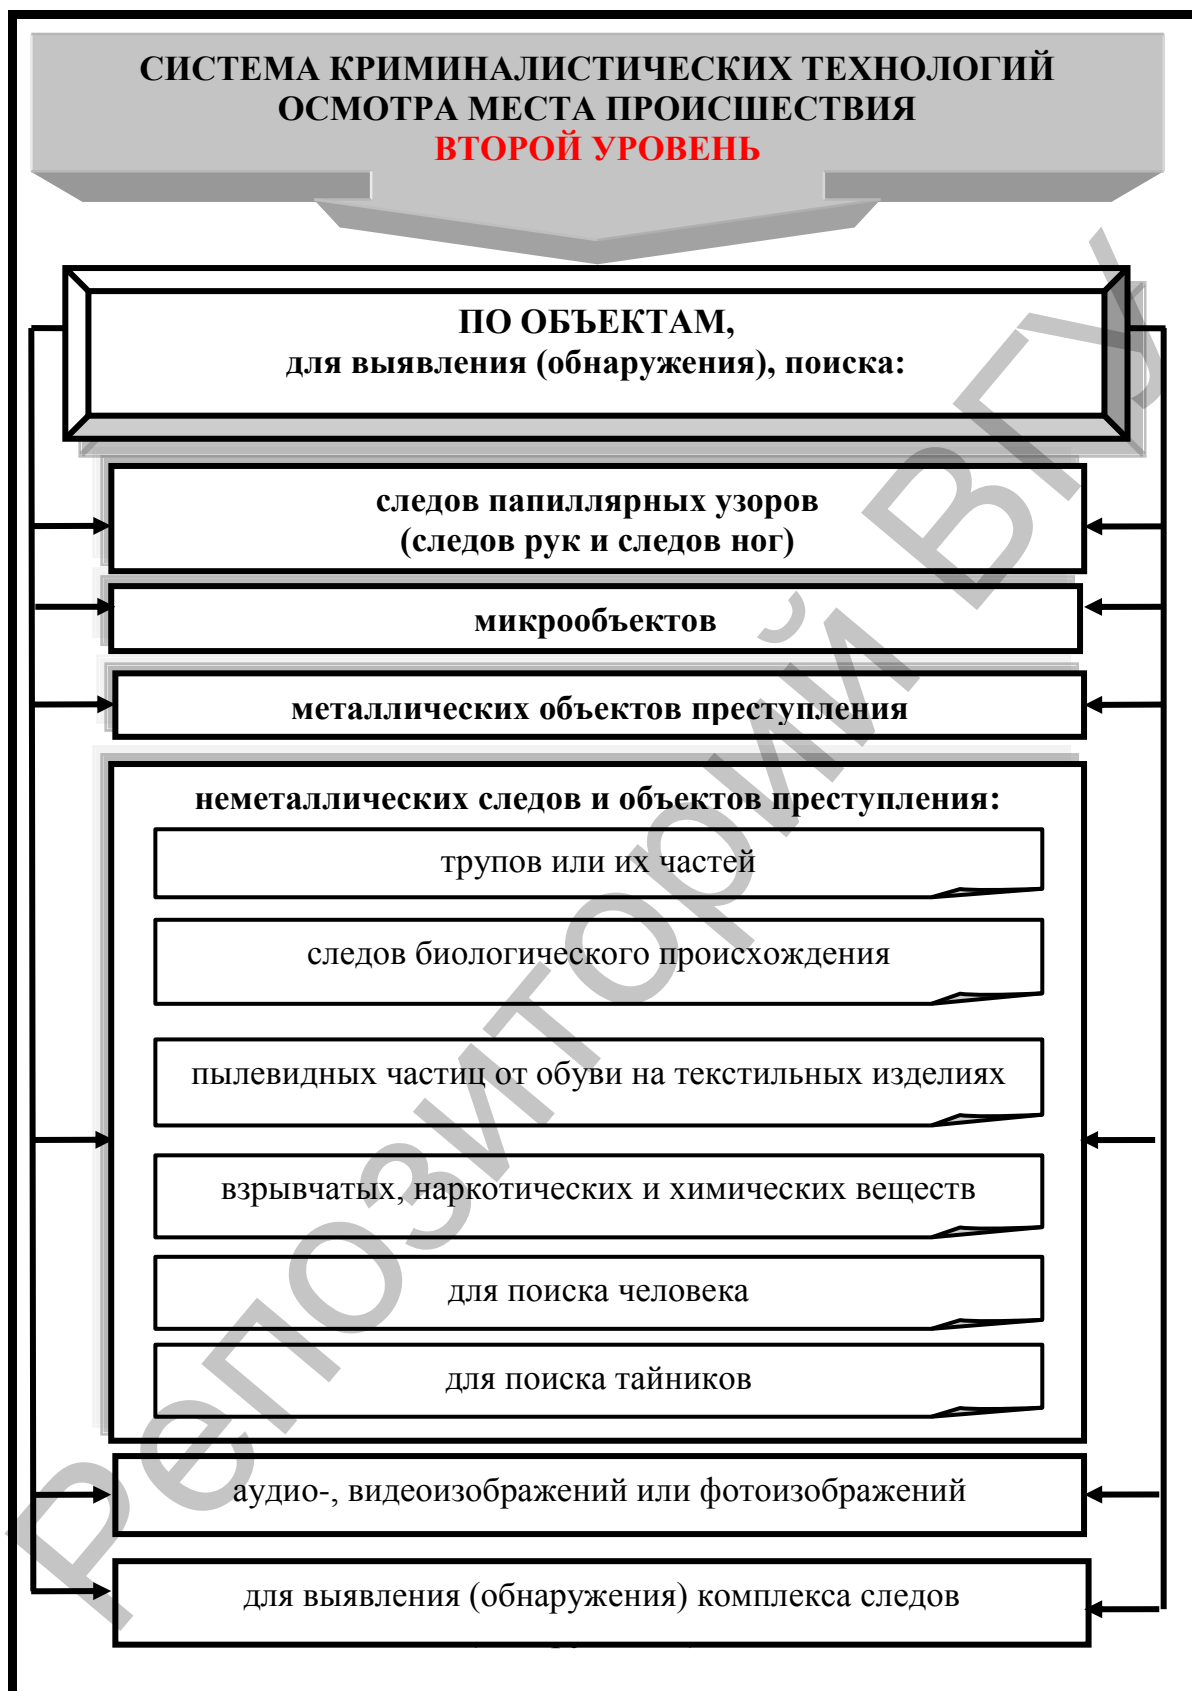 СИСТЕМА КРИМИНАЛИСТИЧЕСКИХ ТЕХНОЛОГИЙ
ОСМОТРА МЕСТА ПРОИСШЕСТВИЯ
ВТОРОЙ УРОВЕНЬ
ПО ОБЪЕКТАМ,
для выявления (обнаружения), поиска:
следов папиллярных узоров
(следов рук и следов ног)
микрообъектов
металлических объектов преступления
неметаллических следов и объектов преступления:
трупов или их частей
следов биологического происхождения
пылевидных частиц от обуви на текстильных изделиях
взрывчатых, наркотических и химических веществ
для поиска человека
для поиска тайников
аудио-, видеоизображений или фотоизображений
для выявления (обнаружения) комплекса следов
Репозиторий ВГУ